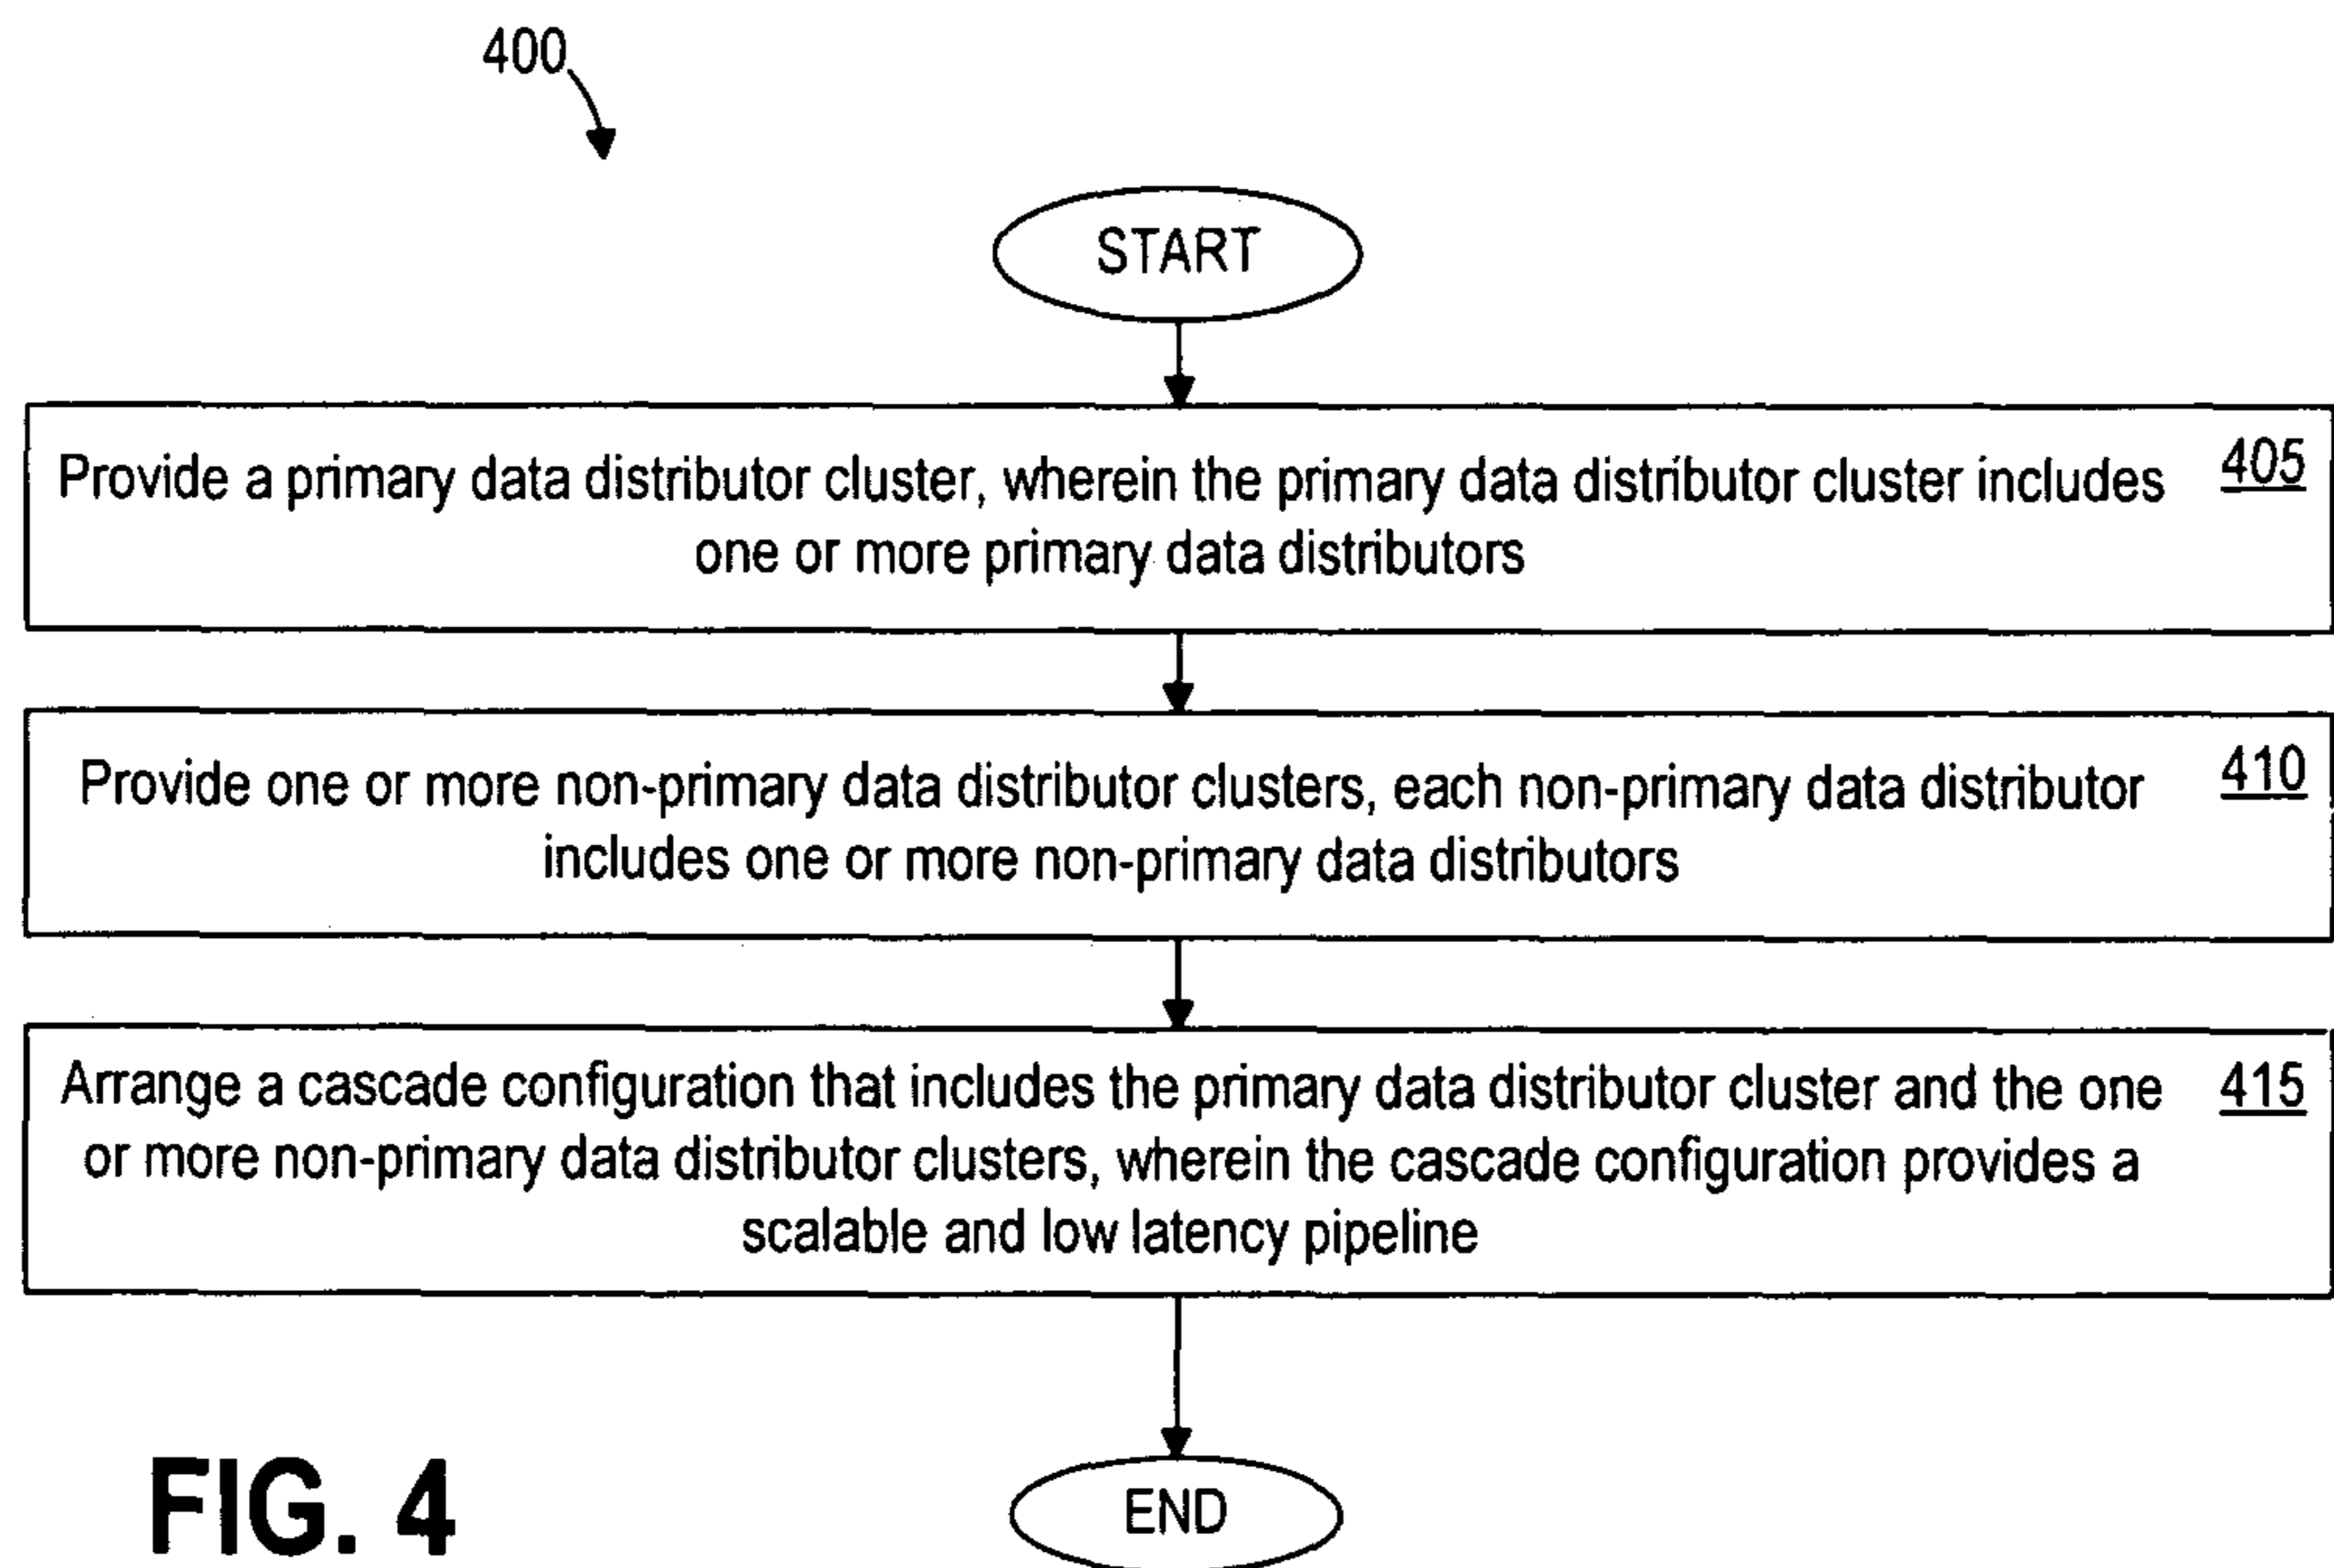 400
START
Provide a primary data distributor cluster, wherein the primary data distributor cluster includes 405
one or more primary data distributors
Provide one or more non-primary data distributor clusters, each non-primary data distributor 410
includes one or more non-primary data distributors
Arrange a cascade configuration that includes the primary data distributor cluster and the one 415
or more non-primary data distributor clusters, wherein the cascade configuration provides a
scalable and low latency pipeline
END
FIG. 4